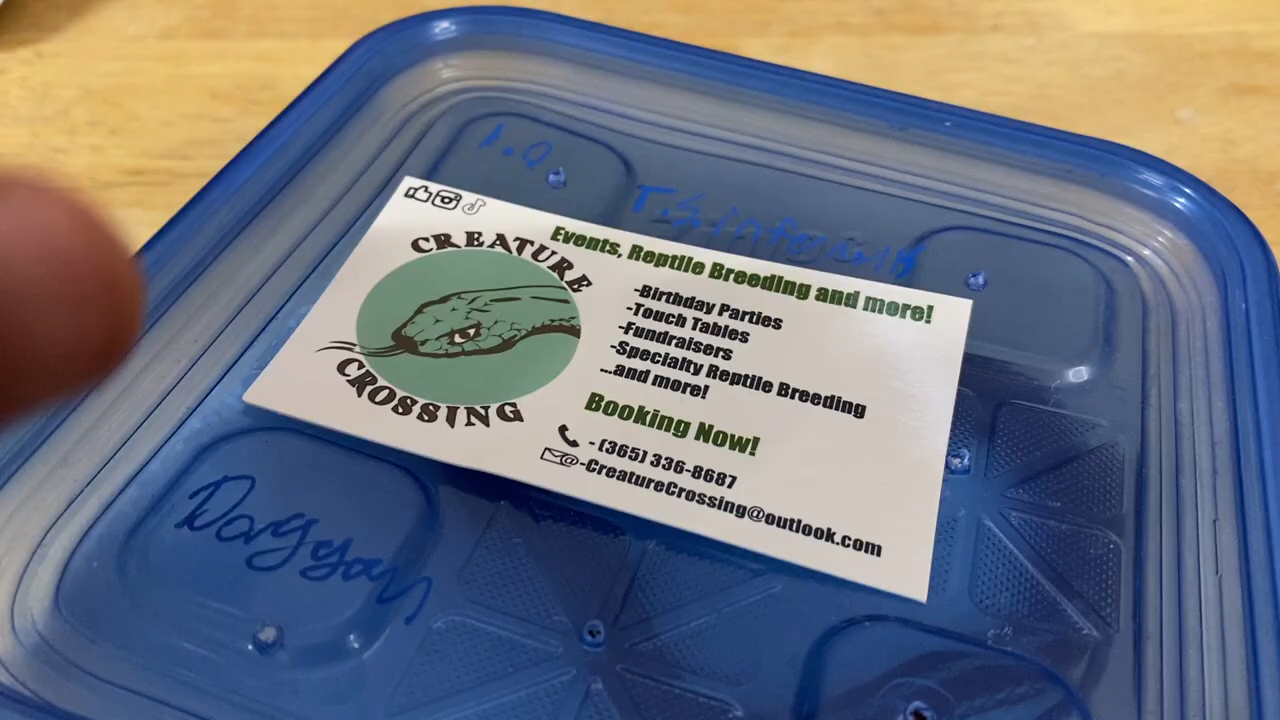 CREATURE
CROSSING
Events, Reptile Breeding and more!
-Birthday Parties
-Touch Tables
-Fundraisers
-Specialty Reptile Breeding
...and more!
Booking Now!
- (365) 336-8687
@-CreatureCrossing@outlook.com